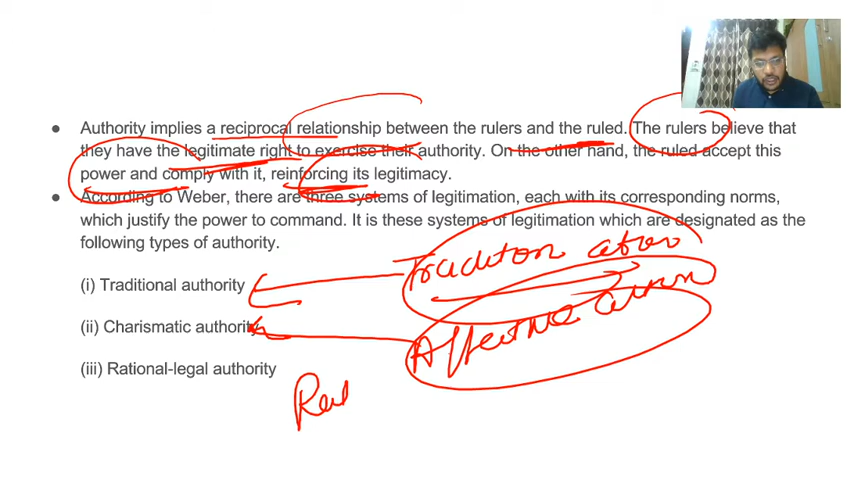 ● Authority implies a reciprocal relationship between the rulers and the ruled. The rulers believe that
they have the legitimate right to exercise their authority. On the other hand, the ruled accept this
power and comply with it, reinforcing its legitimacy.
● According to Weber, there are three systems of legitimation, each with its corresponding norms,
which justify the power to command. It is these systems of legitimation which are designated as the
following types of authority.
(i) Traditional authority
(ii) Charismatic authority
(iii) Rational-legal authority